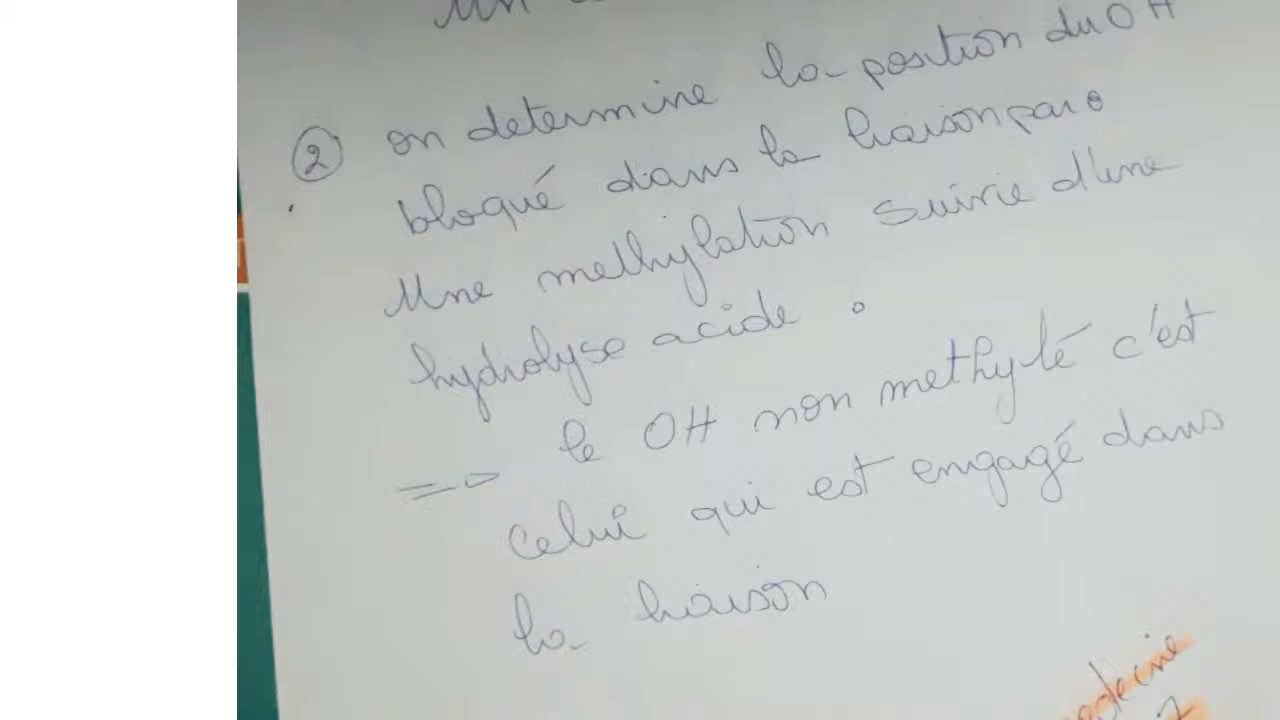 ② on determine la position du OH
bloqué dans la liaison par :
Une methylation suivie d'une
hydrolyse acide :
=> le OH non methylé c'est
celui qui est engagé dans
la liaison